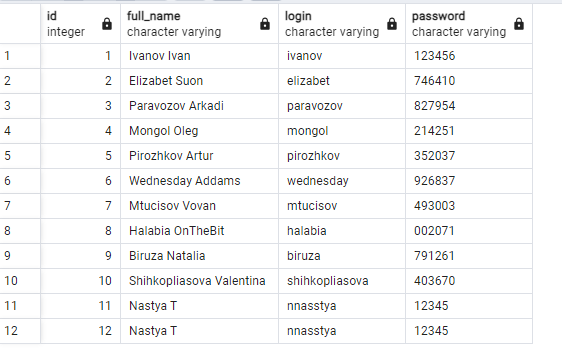 id full_name login password
integer character varying character varying character varying
1 1 Ivanov Ivan ivanov 123456
2 2 Elizabet Suon elizabet 746410
3 3 Paravozov Arkadi paravozov 827954
4 4 Mongol Oleg mongol 214251
5 5 Pirozhkov Artur pirozhkov 352037
6 6 Wednesday Addams wednesday 926837
7 7 Mtucisov Vovan mtucisov 493003
8 8 Halabia OnTheBit halabia 002071
9 9 Biruza Natalia biruza 791261
10 10 Shihkopliasova Valentina shihkopliasova 403670
11 11 Nastya T nnasstya 12345
12 12 Nastya T nnasstya 12345